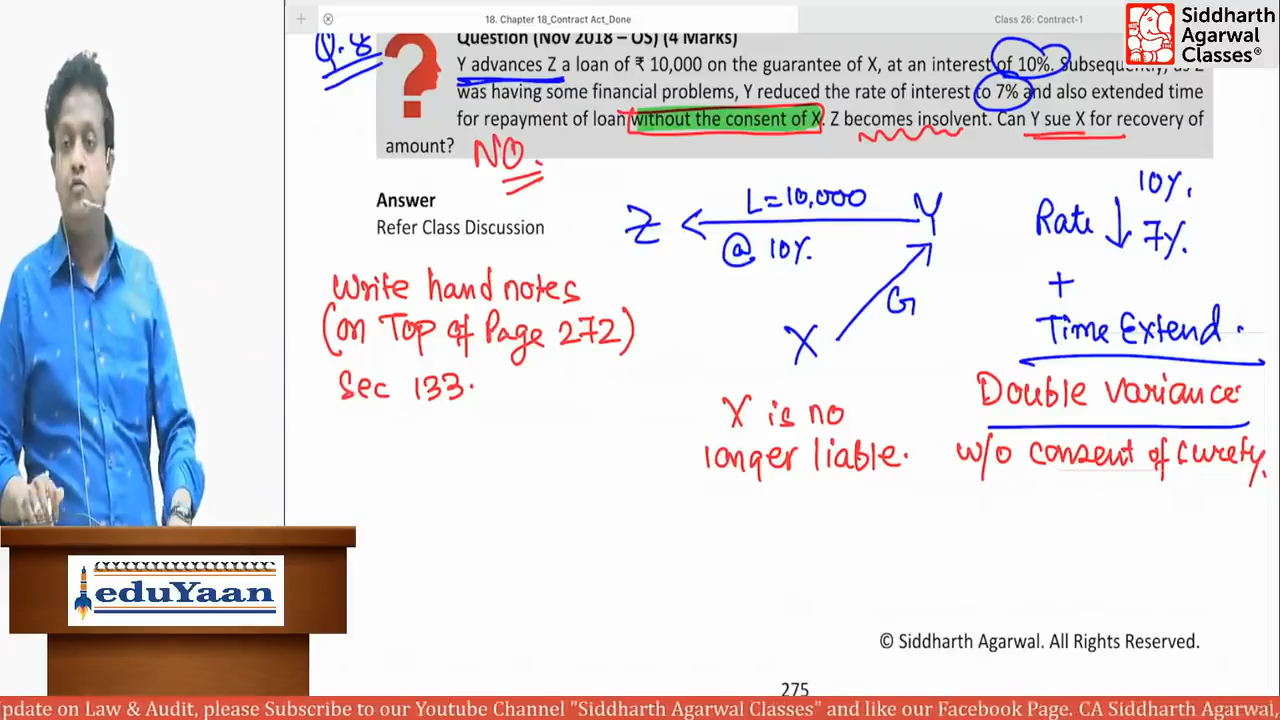 18. Chapter 18_Contract Act_Done
Class 26: Contract-1
Siddharth
Agarwal
Classes®
Q.8
Question (Nov 2018 – OS) (4 Marks)
Y advances Z a loan of ₹ 10,000 on the guarantee of X, at an interest of 10%. Subsequently, as Z
was having some financial problems, Y reduced the rate of interest to 7% and also extended time
for repayment of loan without the consent of X. Z becomes insolvent. Can Y sue X for recovery of
amount?
NO.
Answer
Refer Class Discussion
Write hand notes
(on Top of Page 272)
Sec 133.
Z
L=10,000
@ 10%.
Y
G
X
X is no
longer liable.
Rate ↓ 10%.
7%.
+
Time Extend.
Double variance
w/o consent of surety.
eduYaan
© Siddharth Agarwal. All Rights Reserved.
275
Update on Law & Audit, please Subscribe to our Youtube Channel "Siddharth Agarwal Classes" and like our Facebook Page. CA Siddharth Agarwal,